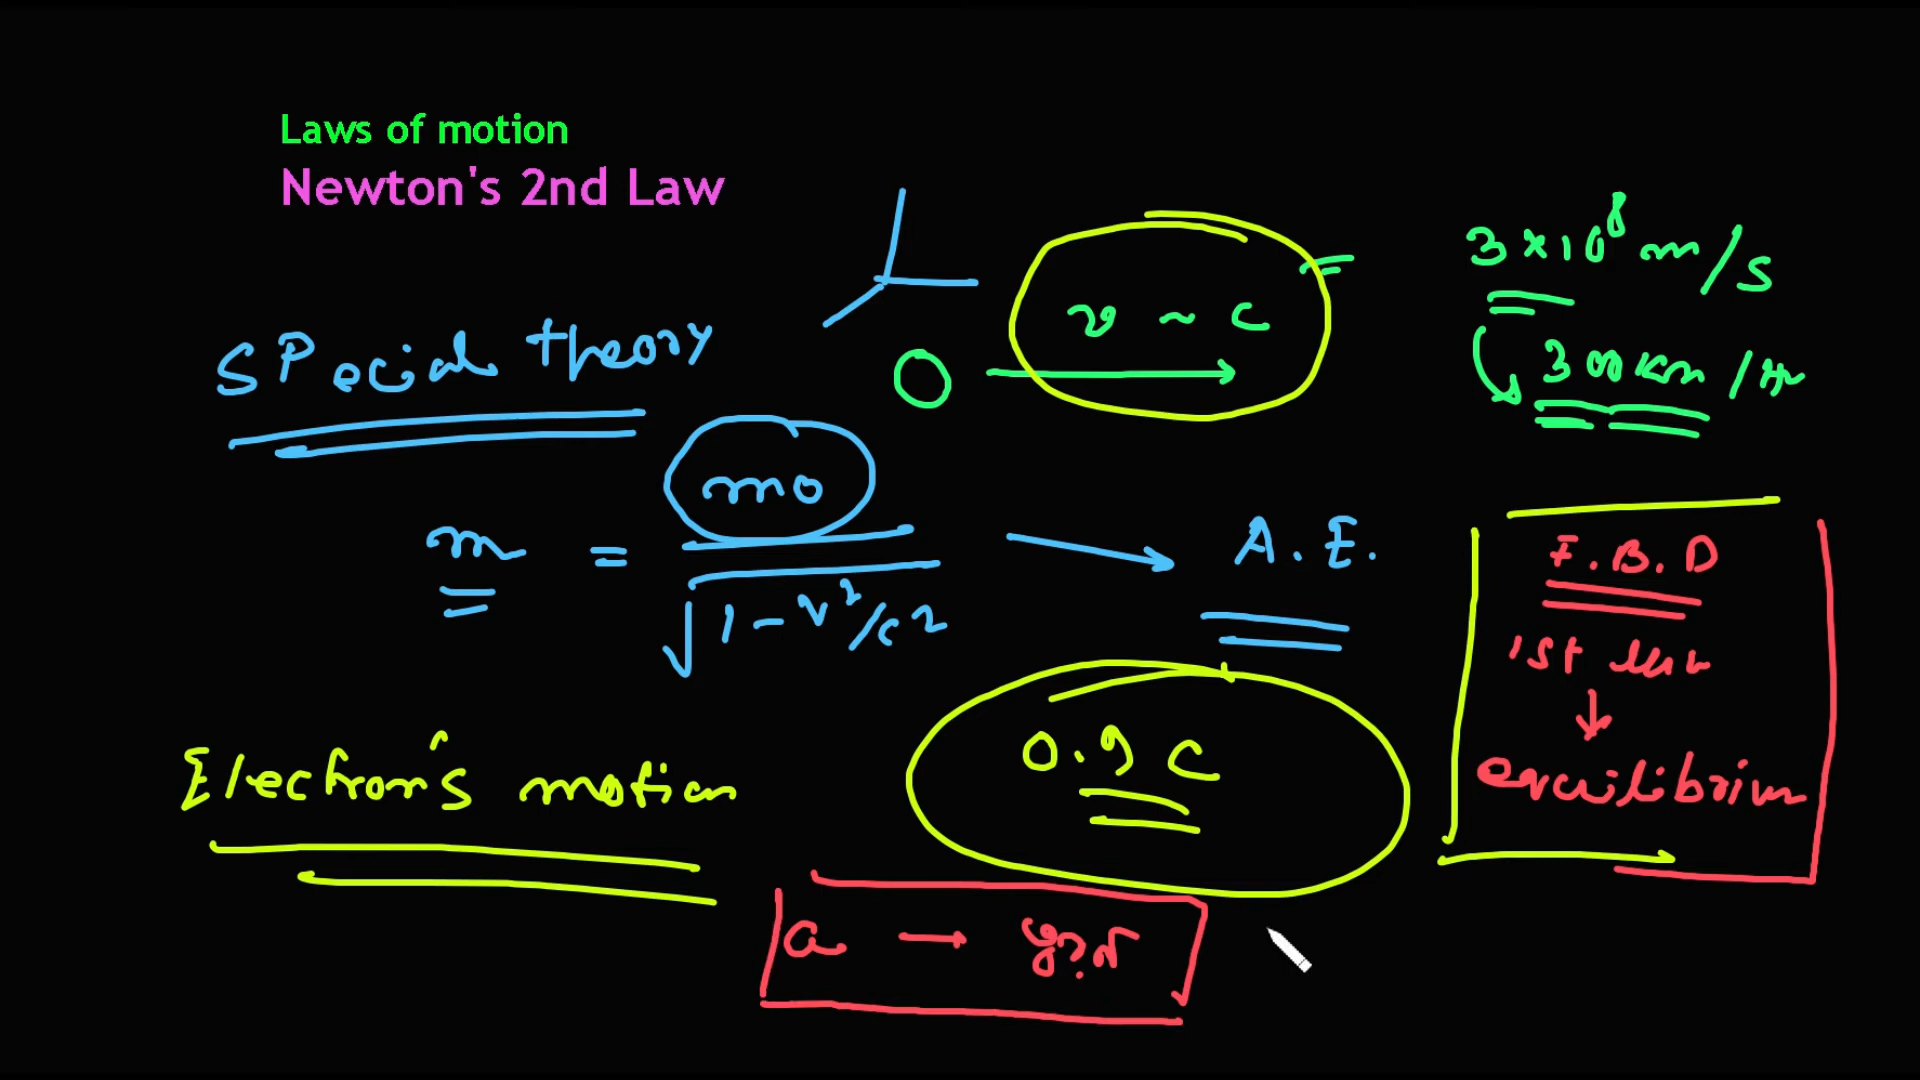 Laws of motion
Newton's 2nd Law
3×10⁸ m/s
v ~ c
300 Km/Hr
Special theory
m = mo / √1-v²/c² → A.E.
F.B.D
1st law
↓
equilibrium
Electron's motion
0.9 C
a →